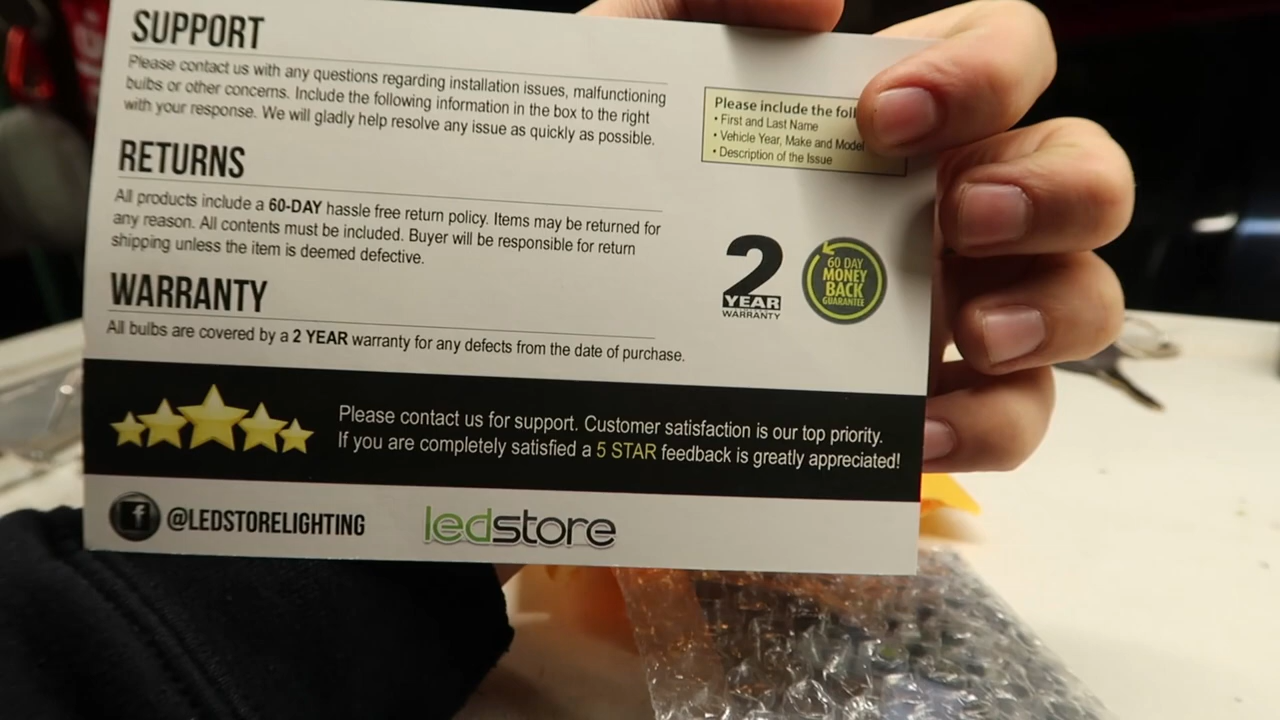 SUPPORT
Please contact us with any questions regarding installation issues, malfunctioning
bulbs or other concerns. Include the following information in the box to the right
with your response. We will gladly help resolve any issue as quickly as possible.
Please include the foll
• First and Last Name
• Vehicle Year, Make and Model
• Description of the Issue
RETURNS
All products include a 60-DAY hassle free return policy. Items may be returned for
any reason. All contents must be included. Buyer will be responsible for return
shipping unless the item is deemed defective.
2
YEAR
WARRANTY
60 DAY
MONEY
BACK
GUARANTEE
WARRANTY
All bulbs are covered by a 2 YEAR warranty for any defects from the date of purchase.
Please contact us for support. Customer satisfaction is our top priority.
If you are completely satisfied a 5 STAR feedback is greatly appreciated!
f @LEDSTORELIGHTING
ledstore